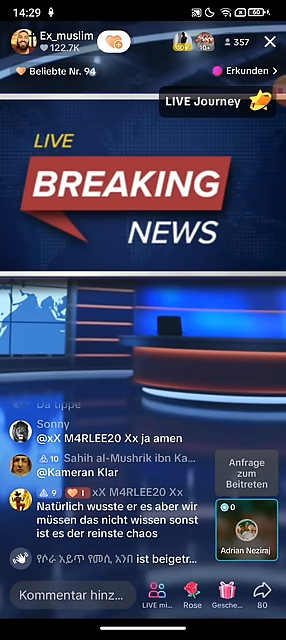 14:29
60
Ex_muslim
122.7K
10+
357
Beliebte Nr. 94
Erkunden >
LIVE Journey
LIVE
BREAKING
NEWS
Da tippe
Sonny
@xX M4RLEE20 Xx ja amen
10 Sahih al-Mushrik ibn Ka...
@Kameran Klar
9 1 xX M4RLEE20 Xx
Natürlich wusste er es aber wir
müssen das nicht wissen sonst
ist es der reinste chaos
ist beigetr...
Anfrage
zum
Beitreten
0
Adrian Neziraj
Kommentar hinz...
LIVE mi...
Rose
Gesche...
80